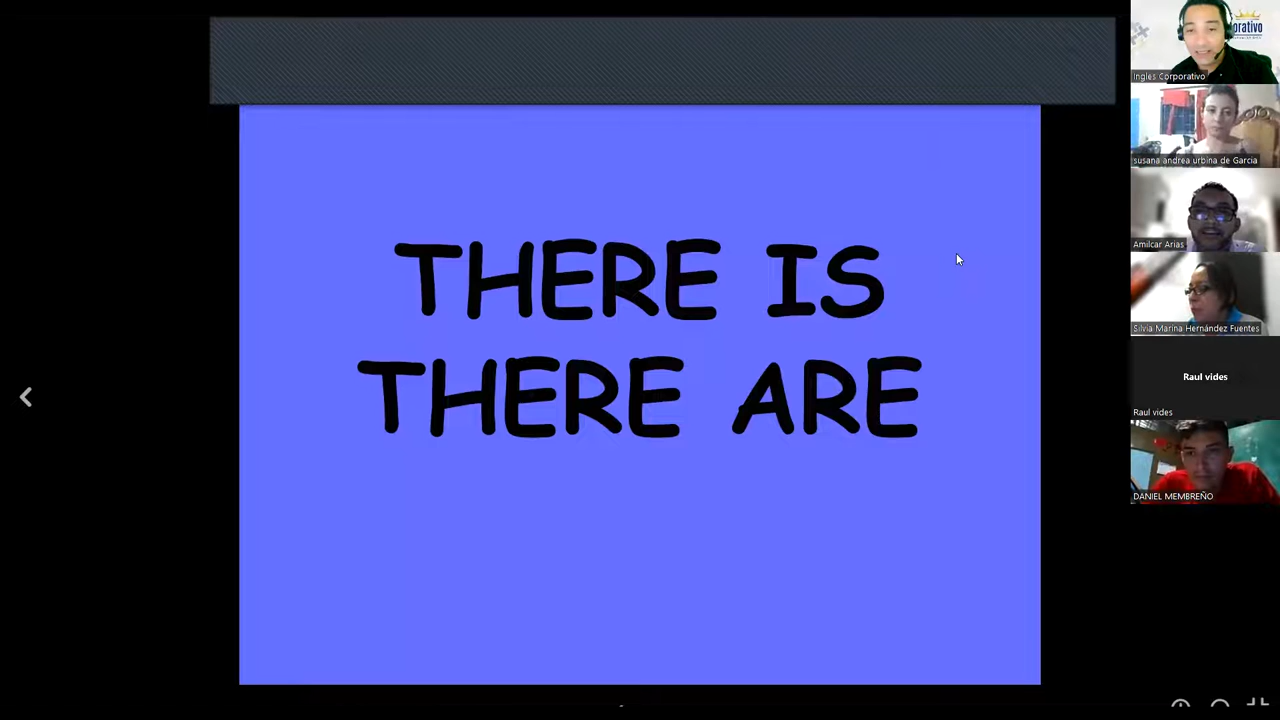 THERE IS
THERE ARE
orativo
Ingles Corporativo
susana andrea urbina de Garcia
Amilcar Arias
Silvia Marina Hernández Fuentes
Raul vides
Raul vides
DANIEL MEMBREÑO